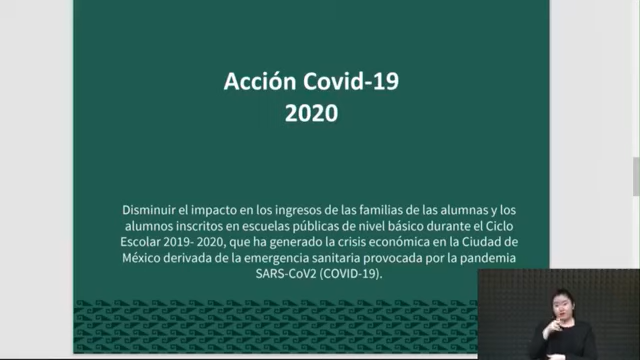 Acción Covid-19
2020
Disminuir el impacto en los ingresos de las familias de las alumnas y los
alumnos inscritos en escuelas públicas de nivel básico durante el Ciclo
Escolar 2019- 2020, que ha generado la crisis económica en la Ciudad de
México derivada de la emergencia sanitaria provocada por la pandemia
SARS-CoV2 (COVID-19).